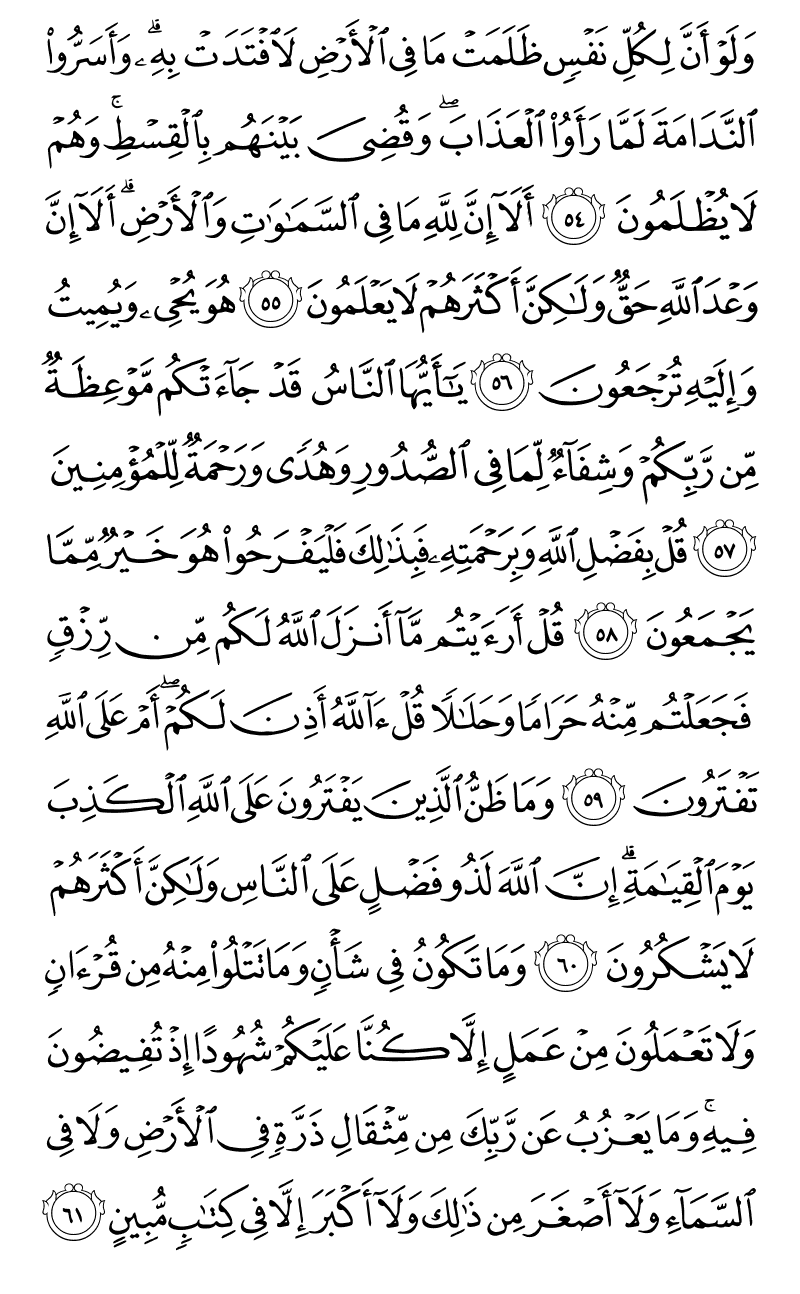 وَلَوۡ أَنَّ لِكُلِّ نَفۡسٖ ظَلَمَتۡ مَا فِي ٱلۡأَرۡضِ لَٱفۡتَدَتۡ بِهِۦۗ وَأَسَرُّواْ
ٱلنَّدَامَةَ لَمَّا رَأَوُاْ ٱلۡعَذَابَۖ وَقُضِيَ بَيۡنَهُم بِٱلۡقِسۡطِۚ وَهُمۡ
لَا يُظۡلَمُونَ ٥٤ أَلَآ إِنَّ لِلَّهِ مَا فِي ٱلسَّمَٰوَٰتِ وَٱلۡأَرۡضِۗ أَلَآ إِنَّ
وَعۡدَ ٱللَّهِ حَقّٞ وَلَٰكِنَّ أَكۡثَرَهُمۡ لَا يَعۡلَمُونَ ٥٥ هُوَ يُحۡيِۦ وَيُمِيتُ
وَإِلَيۡهِ تُرۡجَعُونَ ٥٦ يَٰٓأَيُّهَا ٱلنَّاسُ قَدۡ جَآءَتۡكُم مَّوۡعِظَةٞ
مِّن رَّبِّكُمۡ وَشِفَآءٞ لِّمَا فِي ٱلصُّدُورِ وَهُدٗى وَرَحۡمَةٞ لِّلۡمُؤۡمِنِينَ
٥٧ قُلۡ بِفَضۡلِ ٱللَّهِ وَبِرَحۡمَتِهِۦ فَبِذَٰلِكَ فَلۡيَفۡرَحُواْ هُوَ خَيۡرٞ مِّمَّا
يَجۡمَعُونَ ٥٨ قُلۡ أَرَءَيۡتُم مَّآ أَنزَلَ ٱللَّهُ لَكُم مِّن رِّزۡقٖ
فَجَعَلۡتُم مِّنۡهُ حَرَامٗا وَحَلَٰلٗا قُلۡ ءَآللَّهُ أَذِنَ لَكُمۡۖ أَمۡ عَلَى ٱللَّهِ
تَفۡتَرُونَ ٥٩ وَمَا ظَنُّ ٱلَّذِينَ يَفۡتَرُونَ عَلَى ٱللَّهِ ٱلۡكَذِبَ
يَوۡمَ ٱلۡقِيَٰمَةِۗ إِنَّ ٱللَّهَ لَذُو فَضۡلٍ عَلَى ٱلنَّاسِ وَلَٰكِنَّ أَكۡثَرَهُمۡ
لَا يَشۡكُرُونَ ٦٠ وَمَا تَكُونُ فِي شَأۡنٖ وَمَا تَتۡلُواْ مِنۡهُ مِن قُرۡءَانٖ
وَلَا تَعۡمَلُونَ مِنۡ عَمَلٍ إِلَّا كُنَّا عَلَيۡكُمۡ شُهُودًا إِذۡ تُفِيضُونَ
فِيهِۚ وَمَا يَعۡزُبُ عَن رَّبِّكَ مِن مِّثۡقَالِ ذَرَّةٖ فِي ٱلۡأَرۡضِ وَلَا فِي
ٱلسَّمَآءِ وَلَآ أَصۡغَرَ مِن ذَٰلِكَ وَلَآ أَكۡبَرَ إِلَّا فِي كِتَٰبٖ مُّبِينٍ ٦١